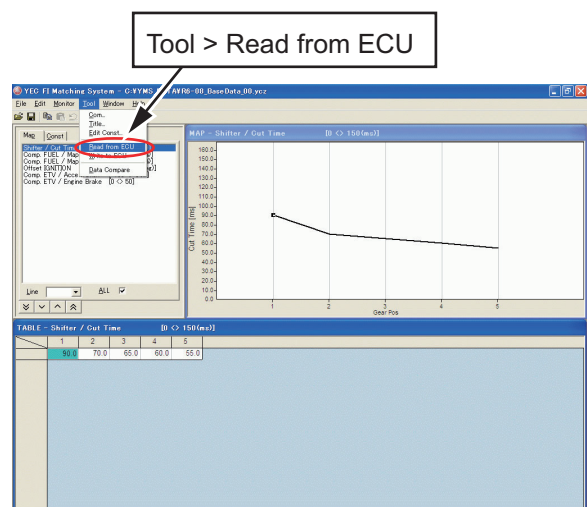 Tool > Read from ECU
YEC FI Matching System - C:¥YMS
A¥R6-08_BaseData_00.ycz
File Edit Monitor Tool Window
Com..
Title..
Edit Const..
Read from ECU
Data Compare
Map Const
Shifter / Cut Time
Comp. FUEL / Map
Comp. FUEL / Map
Offset IGNITION
Comp. ETV / Acce
Comp. ETV / Engine Brake [0 <> 50]
Line
ALL
MAP - Shifter / Cut Time [0 <> 150(ms)]
Cut Time [ms]
160.0
150.0
140.0
130.0
120.0
110.0
100.0
90.0
80.0
70.0
60.0
50.0
40.0
30.0
20.0
10.0
0.0
1 2 3 4 5
Gear Pos
TABLE - Shifter / Cut Time [0 <> 150(ms)]
1 2 3 4 5
90.0 70.0 65.0 60.0 55.0